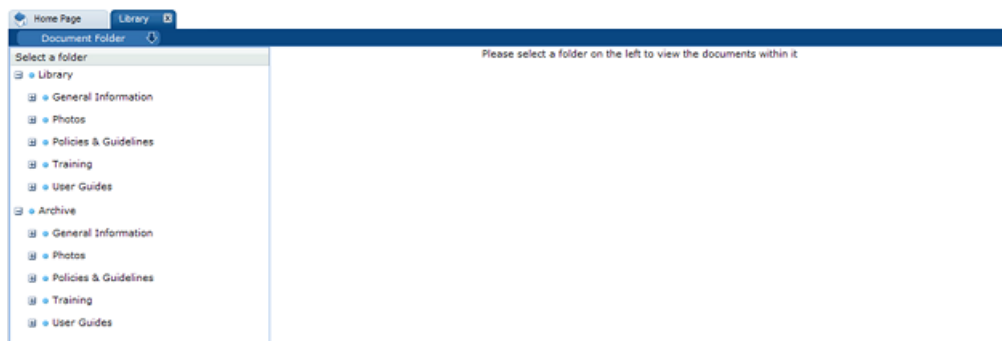 Home Page
Library
Document Folder
Select a folder
Please select a folder on the left to view the documents within it
Library
General Information
Photos
Policies & Guidelines
Training
User Guides
Archive
General Information
Photos
Policies & Guidelines
Training
User Guides